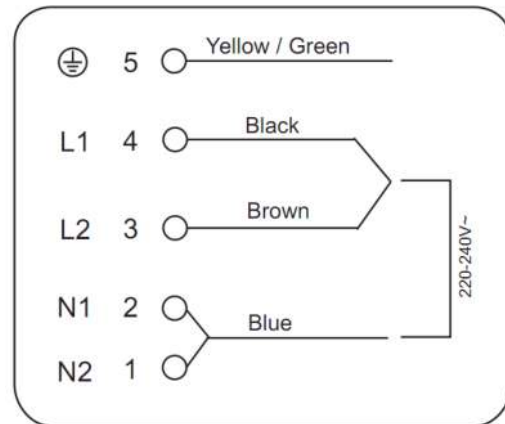 5 Yellow / Green
L1 4 Black
L2 3 Brown
N1 2
Blue
N2 1
220-240V~